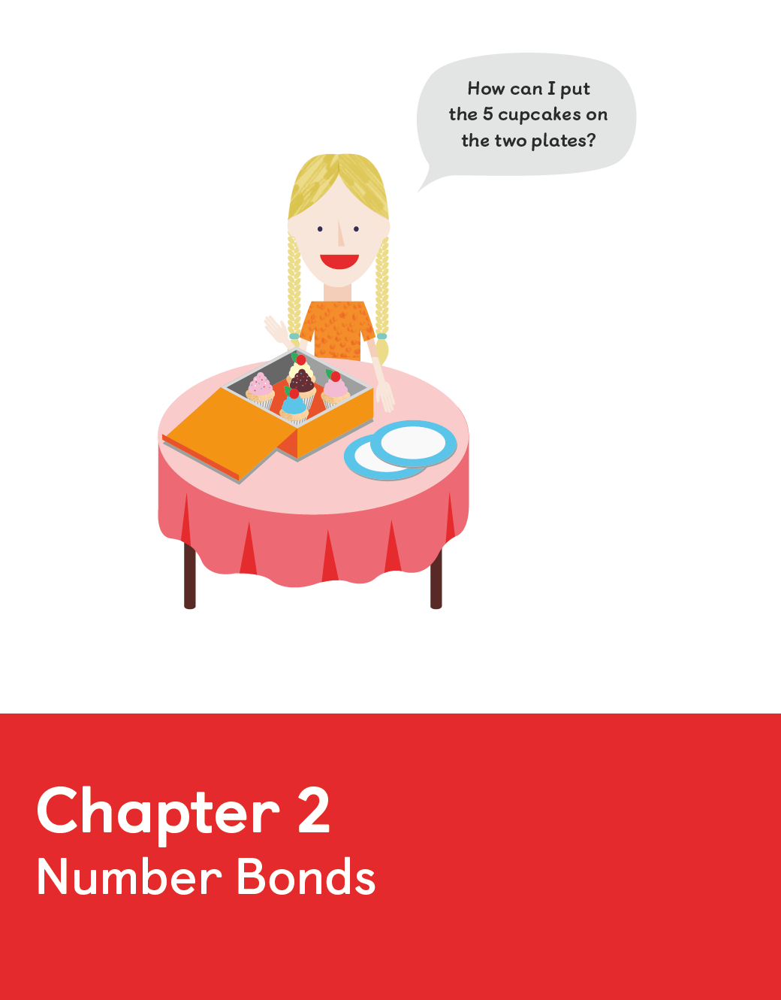 How can I put
the 5 cupcakes on
the two plates?
Chapter 2
Number Bonds